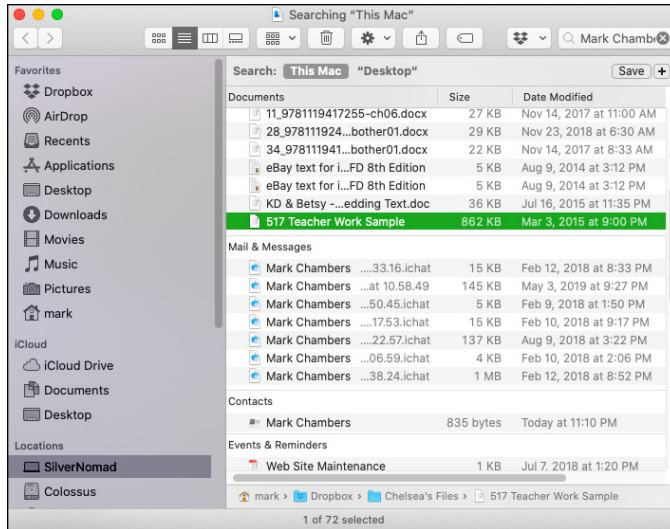 Searching “This Mac”
Mark Chambe
Favorites
Dropbox
AirDrop
Recents
Applications
Desktop
Downloads
Movies
Music
Pictures
mark
iCloud
iCloud Drive
Documents
Desktop
Locations
SilverNomad
Colossus
Search: This Mac “Desktop” Save +
Documents Size Date Modified
11_9781119417255-ch06.docx 27 KB Nov 14, 2017 at 11:00 AM
28_978111924...bother01.docx 29 KB Nov 23, 2018 at 6:30 AM
34_978111941...bother01.docx 22 KB Nov 14, 2017 at 8:33 AM
eBay text for i...FD 8th Edition 5 KB Aug 9, 2014 at 3:12 PM
eBay text for i...FD 8th Edition 5 KB Aug 9, 2014 at 3:12 PM
KD & Betsy -...edding Text.doc 36 KB Jul 16, 2015 at 11:35 PM
517 Teacher Work Sample 862 KB Mar 3, 2015 at 9:00 PM
Mail & Messages
Mark Chambers ....33.16.ichat 15 KB Feb 12, 2018 at 8:33 PM
Mark Chambers ...at 10.58.49 145 KB May 3, 2019 at 9:27 PM
Mark Chambers ....50.45.ichat 5 KB Feb 9, 2018 at 1:50 PM
Mark Chambers ....17.53.ichat 15 KB Feb 10, 2018 at 9:17 PM
Mark Chambers ....22.57.ichat 137 KB Aug 9, 2018 at 3:22 PM
Mark Chambers ....06.59.ichat 4 KB Feb 10, 2018 at 2:06 PM
Mark Chambers ....38.24.ichat 1 MB Feb 12, 2018 at 8:52 PM
Contacts
Mark Chambers 835 bytes Today at 11:10 PM
Events & Reminders
Web Site Maintenance 1 KB Jul 7, 2018 at 1:20 PM
mark > Dropbox > Chelsea's Files > 517 Teacher Work Sample
1 of 72 selected